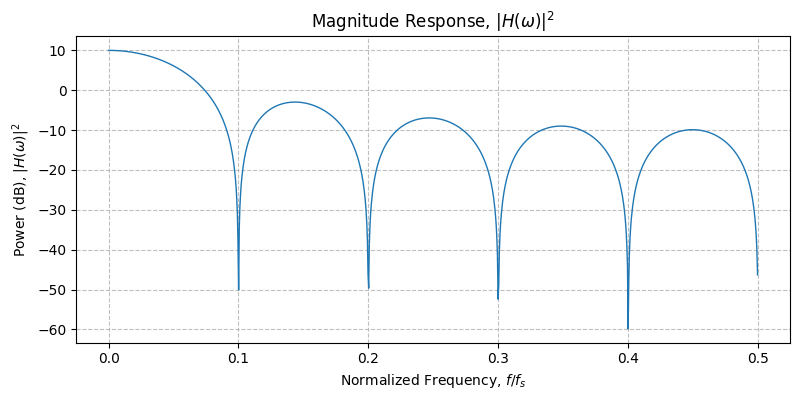 Magnitude Response, |H(ω)|²
Power (dB), |H(ω)|²
10
0
−10
−20
−30
−40
−50
−60
0.0 0.1 0.2 0.3 0.4 0.5
Normalized Frequency, f/fₛ